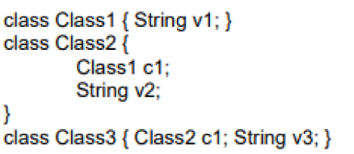 class Class1 { String v1; }
class Class2 {
Class1 c1;
String v2;
}
class Class3 { Class2 c1; String v3; }